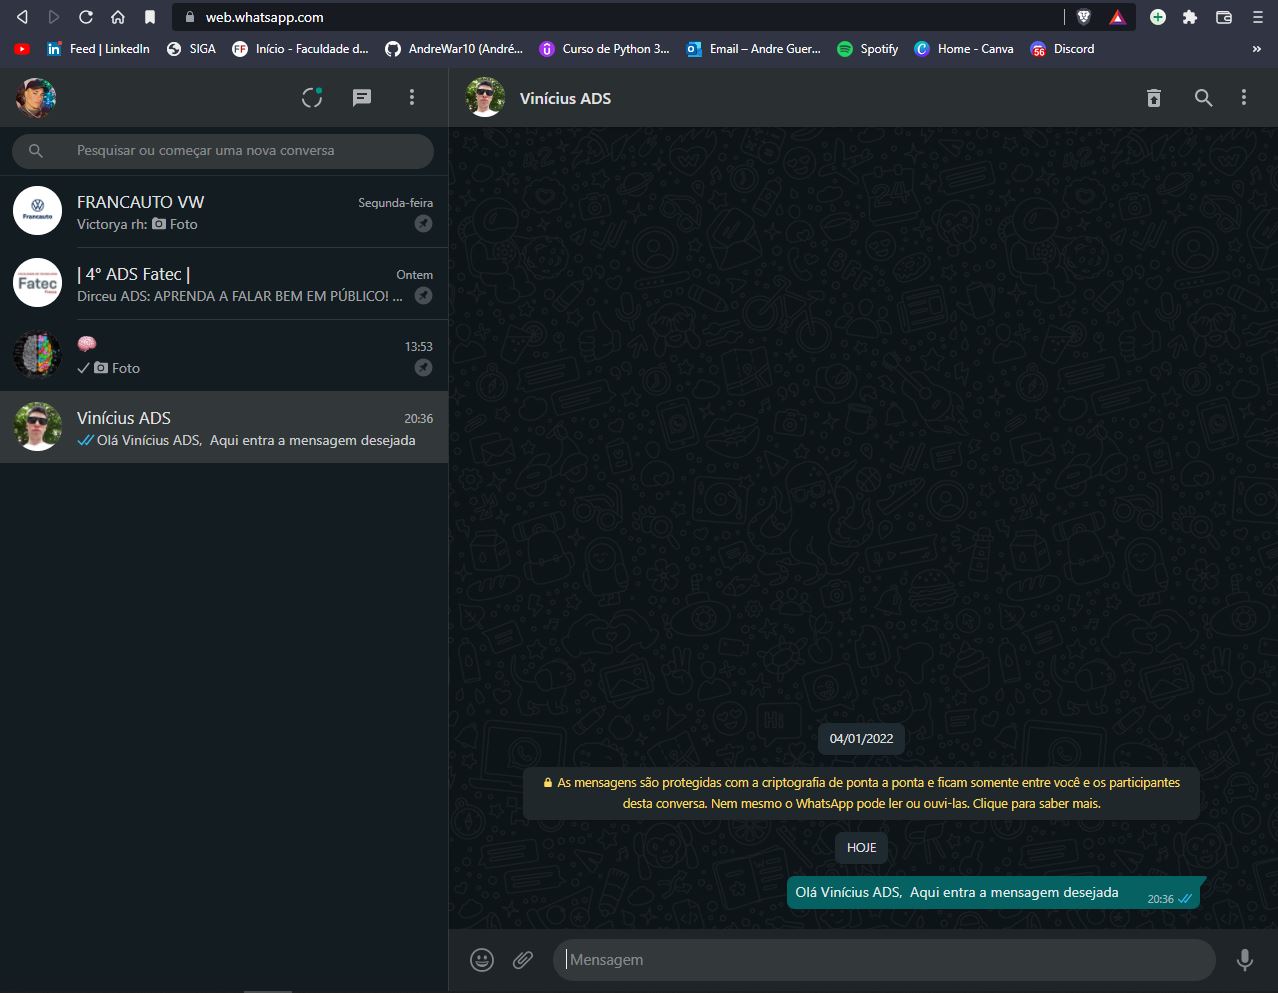 web.whatsapp.com
Feed | LinkedIn
SIGA
FF
Início - Faculdade d...
AndreWar10 (André...
Curso de Python 3...
Email – Andre Guer...
Spotify
Home - Canva
56
Discord
»
Pesquisar ou começar uma nova conversa
Francauto
FRANCAUTO VW
Segunda-feira
Victorya rh: Foto
Fatec
| 4º ADS Fatec |
Ontem
Dirceu ADS: APRENDA A FALAR BEM EM PÚBLICO! ...
13:53
Foto
Vinícius ADS
20:36
Olá Vinícius ADS,  Aqui entra a mensagem desejada
Vinícius ADS
04/01/2022
As mensagens são protegidas com a criptografia de ponta a ponta e ficam somente entre você e os participantes
desta conversa. Nem mesmo o WhatsApp pode ler ou ouvi-las. Clique para saber mais.
HOJE
Olá Vinícius ADS,  Aqui entra a mensagem desejada
20:36
Mensagem